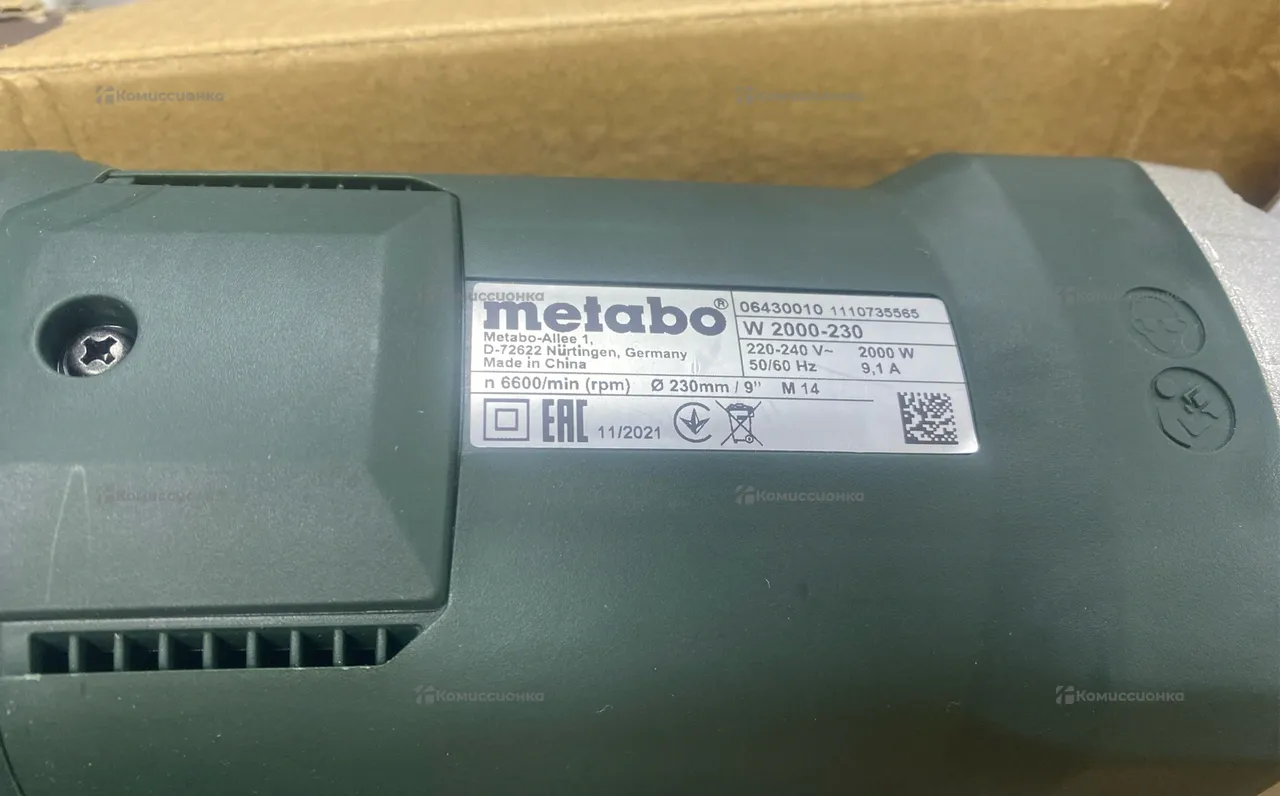 Комиссионка
Комиссионка
Комиссионка
metabo®
Metabo-Allee 1,
D-72622 Nürtingen, Germany
Made in China
06430010 1110735565
W 2000-230
220-240 V~ 2000 W
50/60 Hz 9,1 A
n 6600/min (rpm) Ø 230mm / 9" M 14
EAC 11/2021
Комиссионка
Комиссионка
Комиссионка
Комиссионка